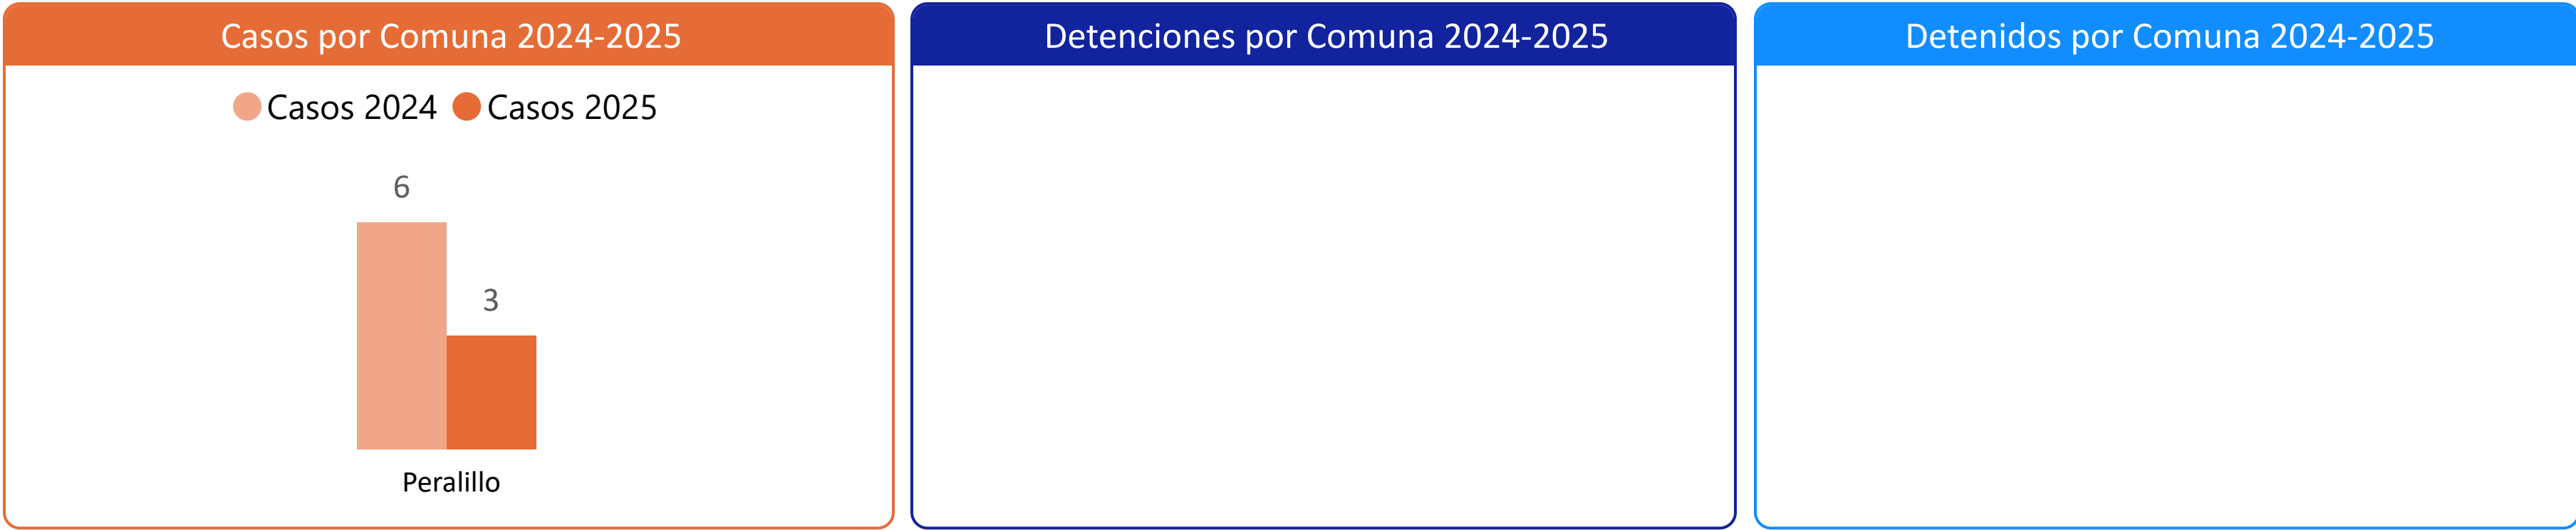 Casos por Comuna 2024-2025
Casos 2024 Casos 2025
6
3
Peralillo
Detenciones por Comuna 2024-2025
Detenidos por Comuna 2024-2025